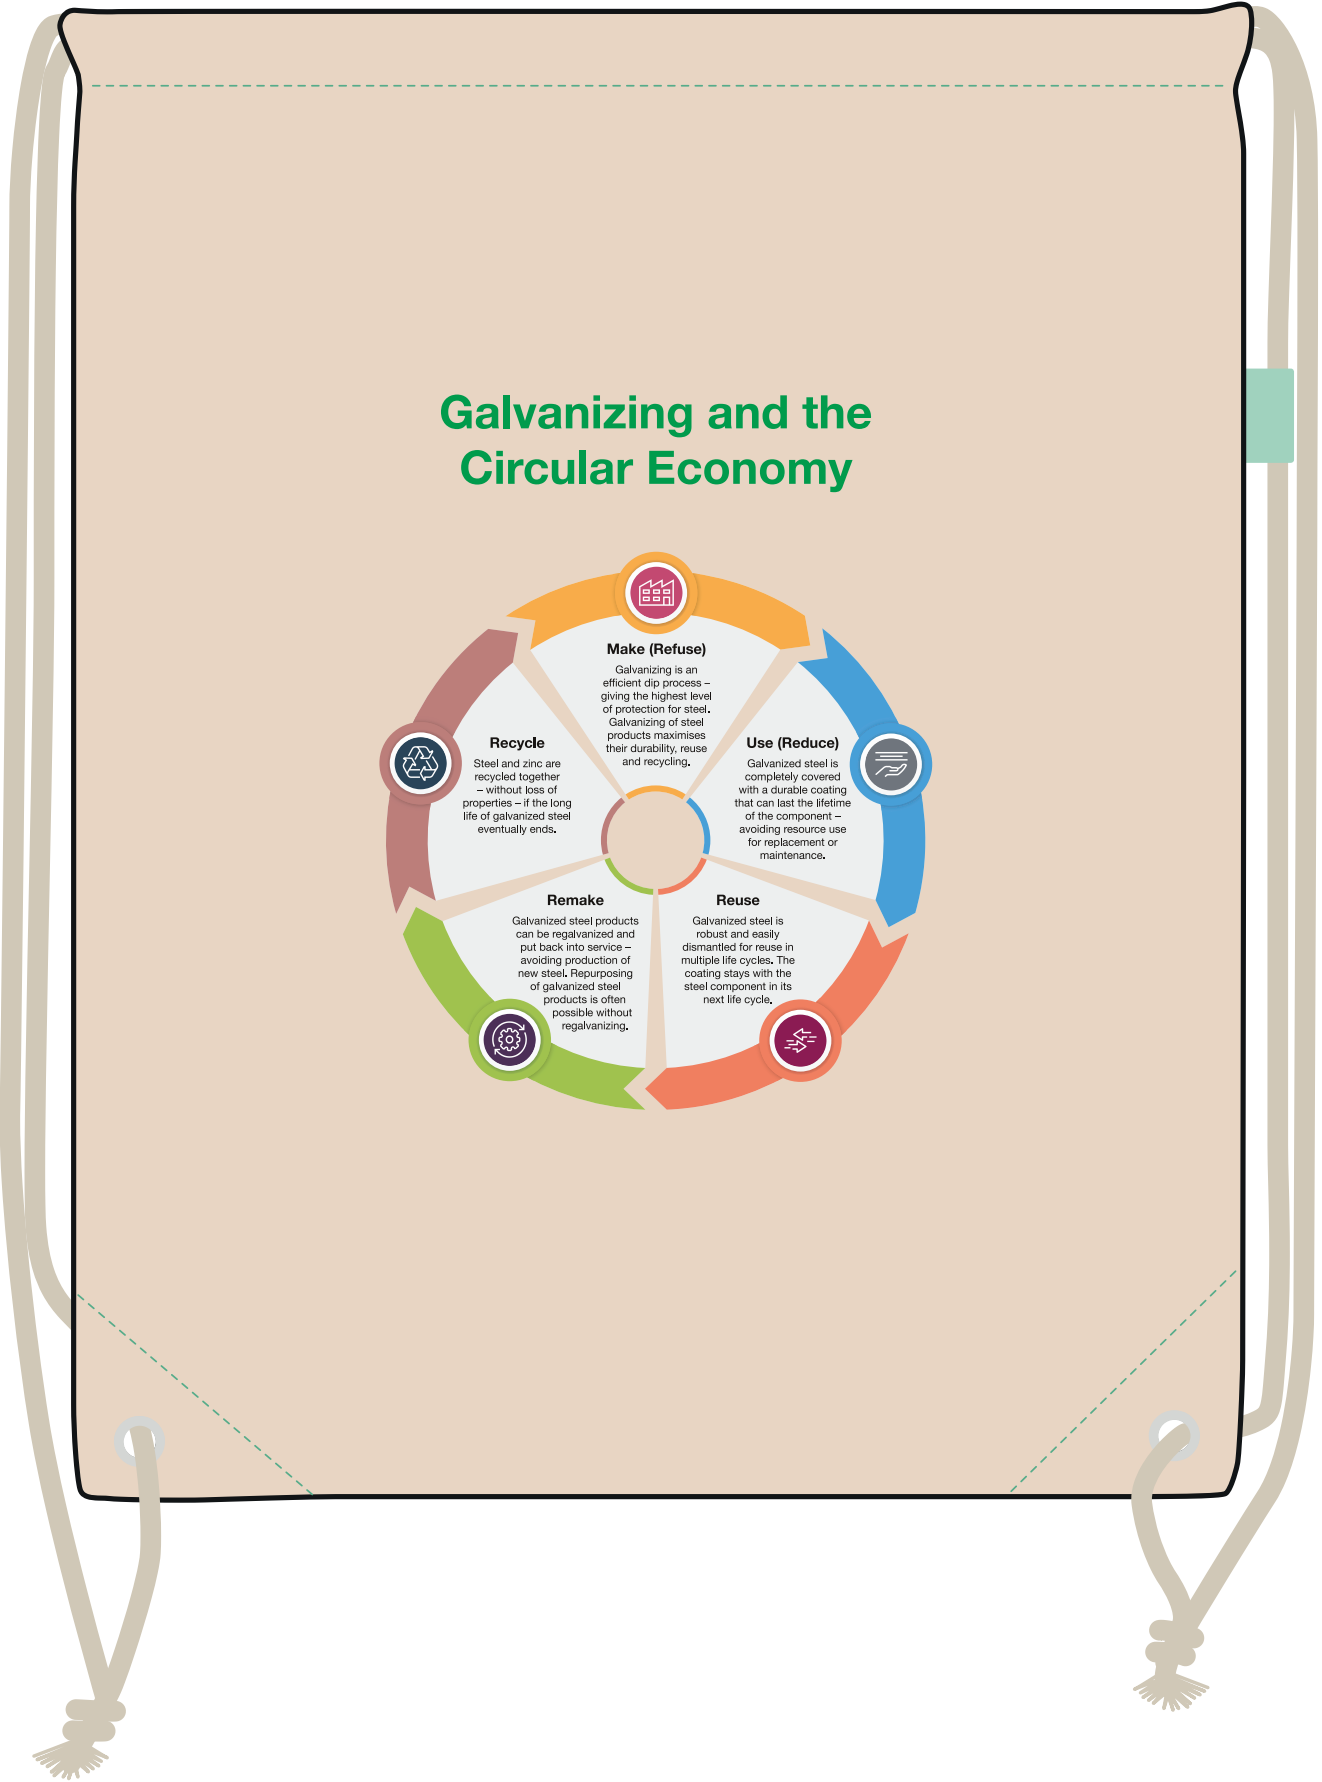 Galvanizing and the
Circular Economy
Make (Refuse)
Galvanizing is an
efficient dip process –
giving the highest level
of protection for steel.
Galvanizing of steel
products maximises
their durability, reuse
and recycling.
Use (Reduce)
Galvanized steel is
completely covered
with a durable coating
that can last the lifetime
of the component –
avoiding resource use
for replacement or
maintenance.
Reuse
Galvanized steel is
robust and easily
dismantled for reuse in
multiple life cycles. The
coating stays with the
steel component in its
next life cycle.
Remake
Galvanized steel products
can be regalvanized and
put back into service –
avoiding production of
new steel. Repurposing
of galvanized steel
products is often
possible without
regalvanizing.
Recycle
Steel and zinc are
recycled together
– without loss of
properties – if the long
life of galvanized steel
eventually ends.